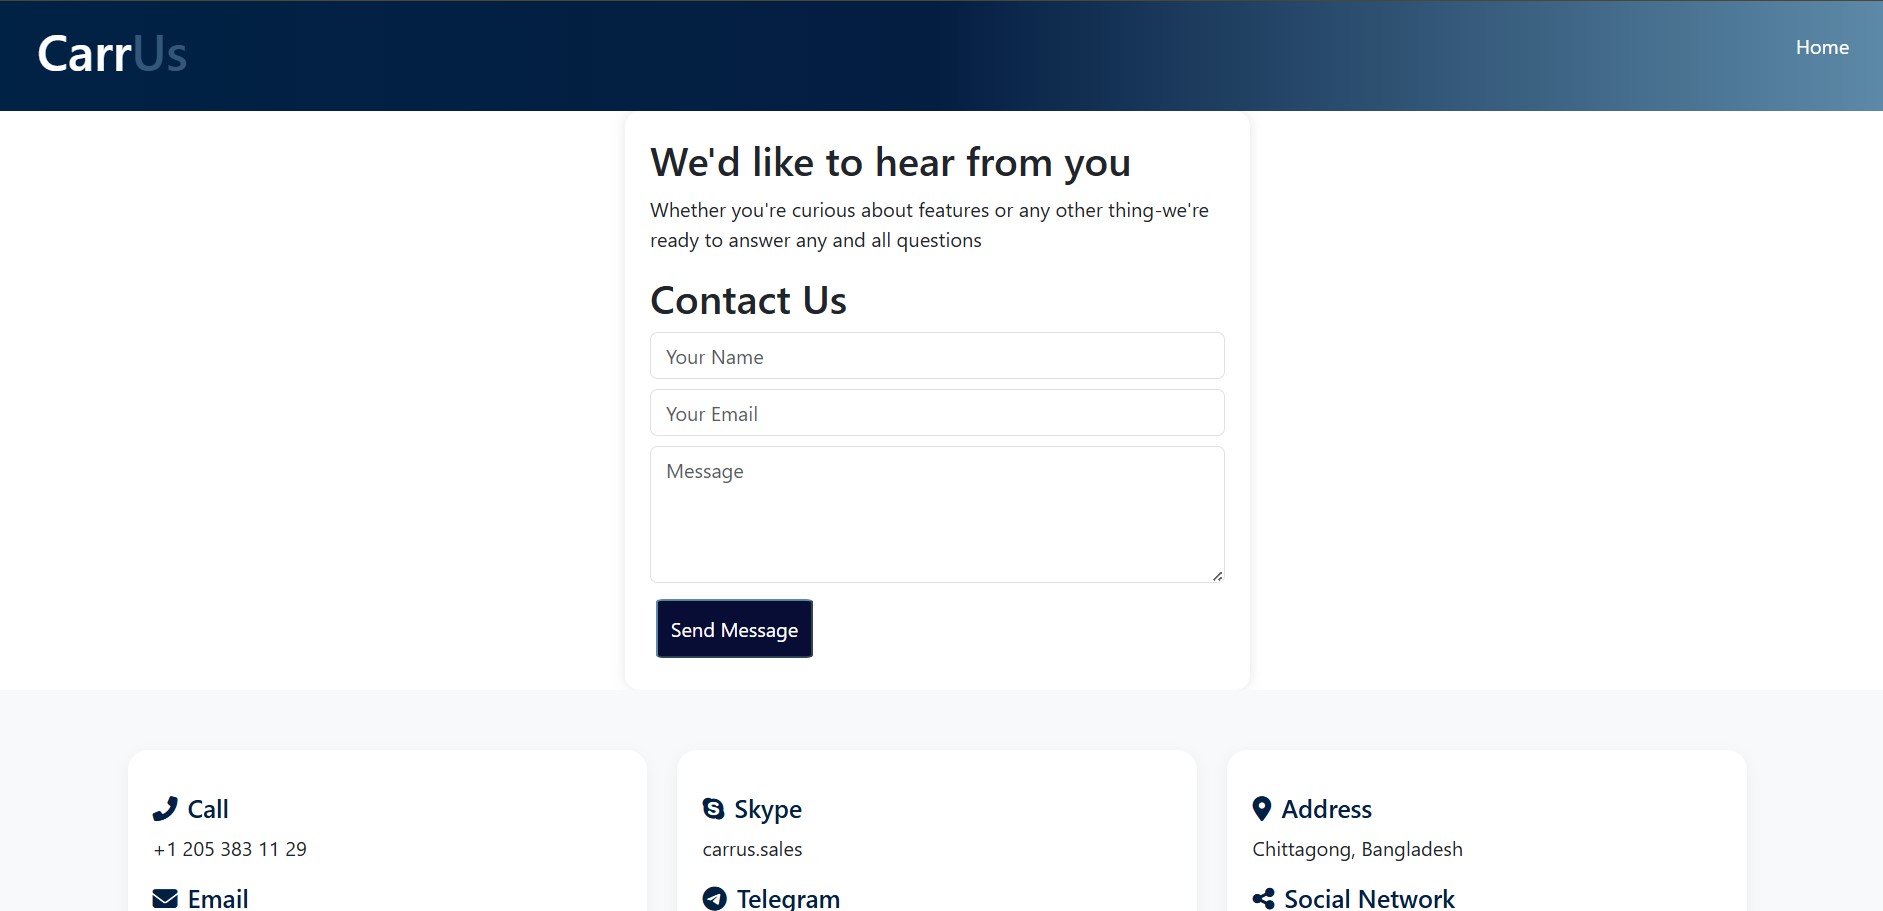 CarrUs
Home
We'd like to hear from you
Whether you're curious about features or any other thing-we're
ready to answer any and all questions
Contact Us
Your Name
Your Email
Message
Send Message
Call
+1 205 383 11 29
Email
Skype
carrus.sales
Telegram
Address
Chittagong, Bangladesh
Social Network